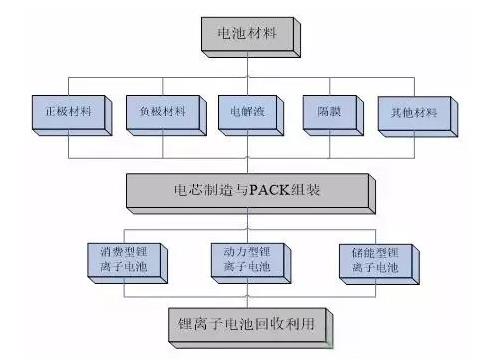 电池材料
正极材料
负极材料
电解液
隔膜
其他材料
电芯制造与PACK组装
消费型锂
离子电池
动力型锂
离子电池
储能型锂
离子电池
锂离子电池回收利用